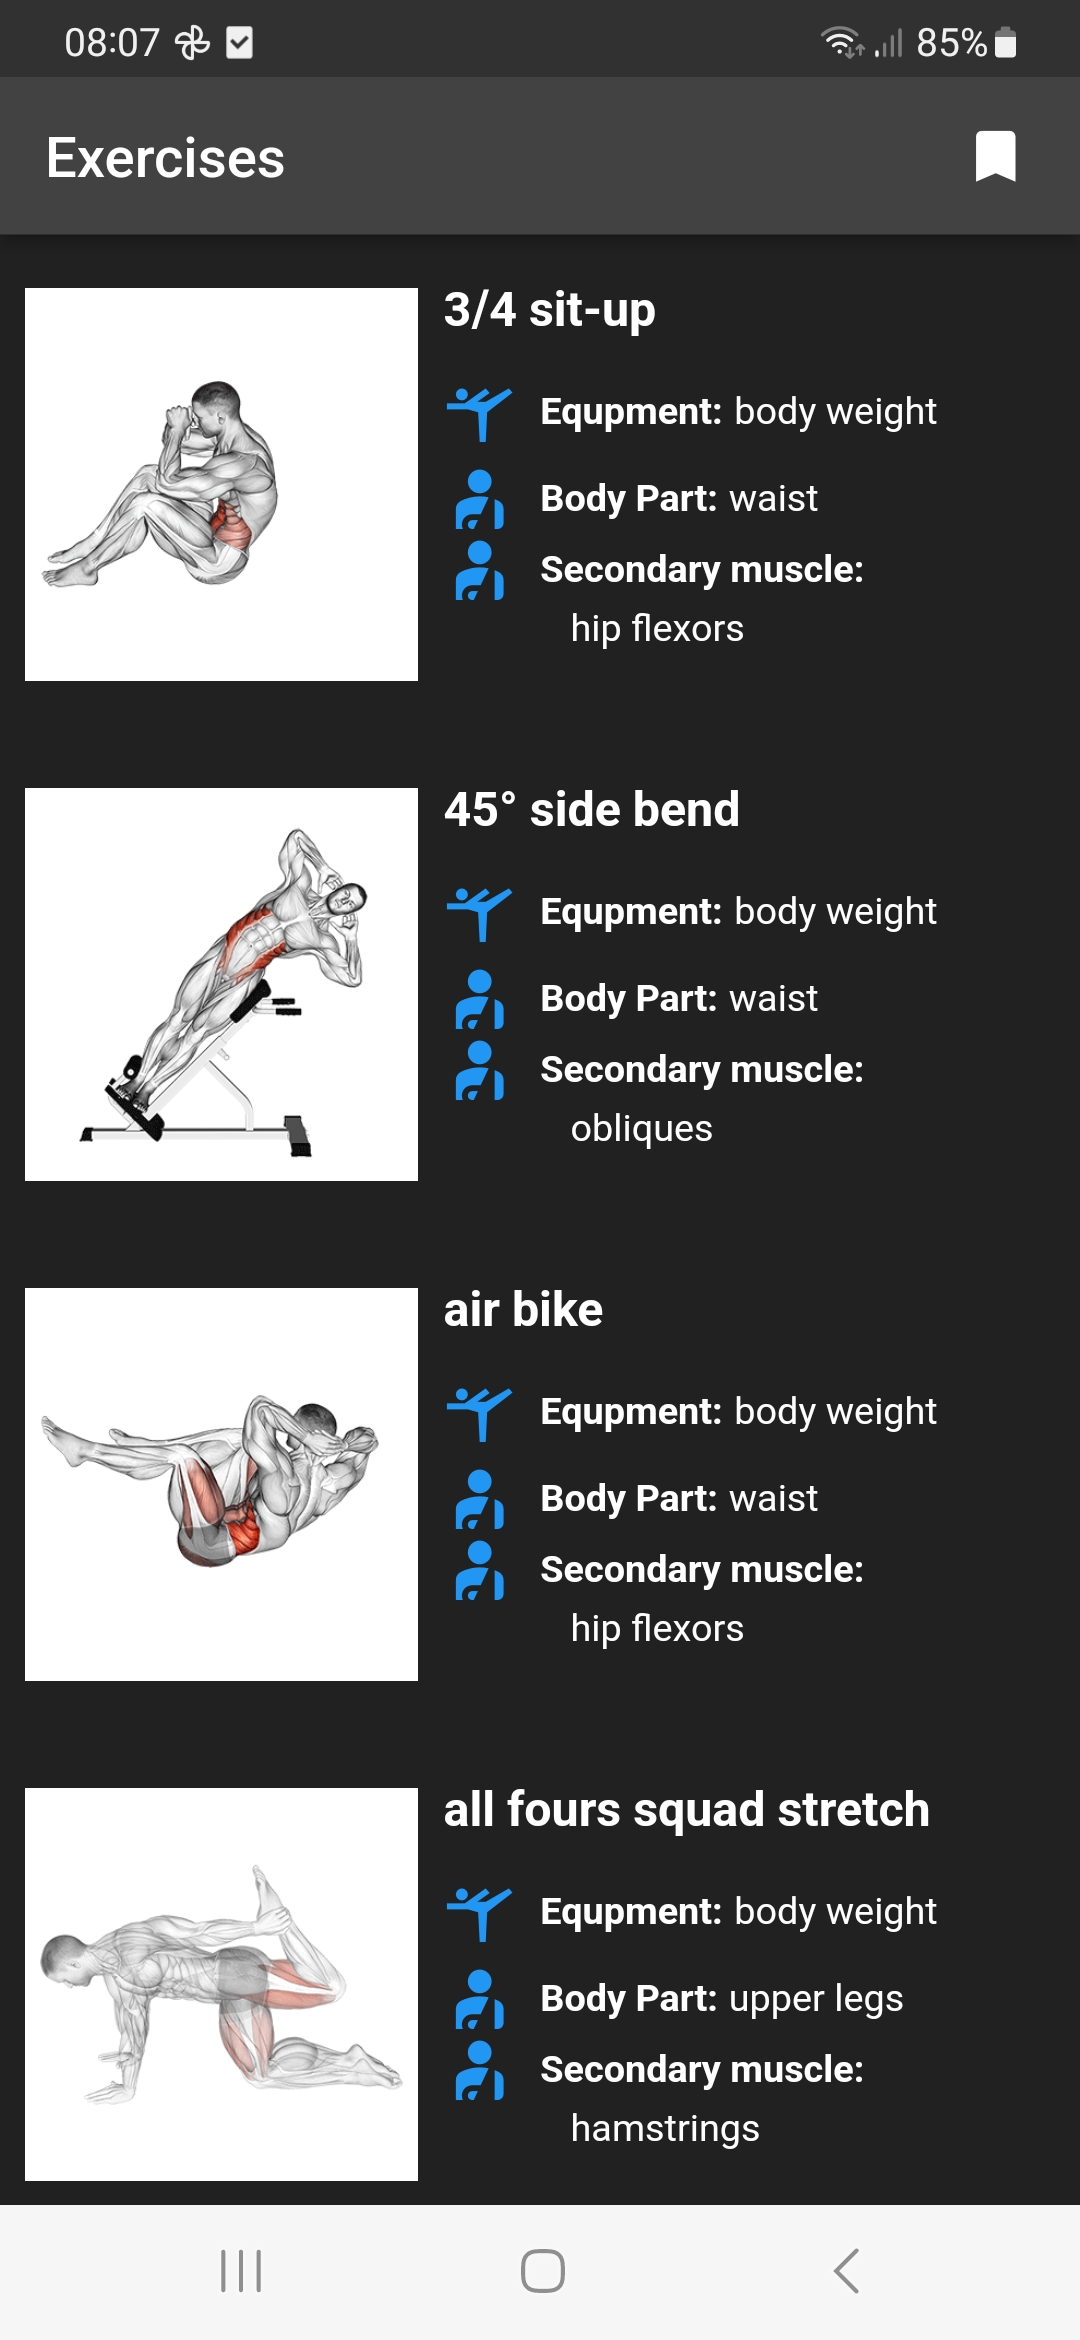 08:07
85%
Exercises
3/4 sit-up
Equpment: body weight
Body Part: waist
Secondary muscle:
hip flexors
45° side bend
Equpment: body weight
Body Part: waist
Secondary muscle:
obliques
air bike
Equpment: body weight
Body Part: waist
Secondary muscle:
hip flexors
all fours squad stretch
Equpment: body weight
Body Part: upper legs
Secondary muscle:
hamstrings